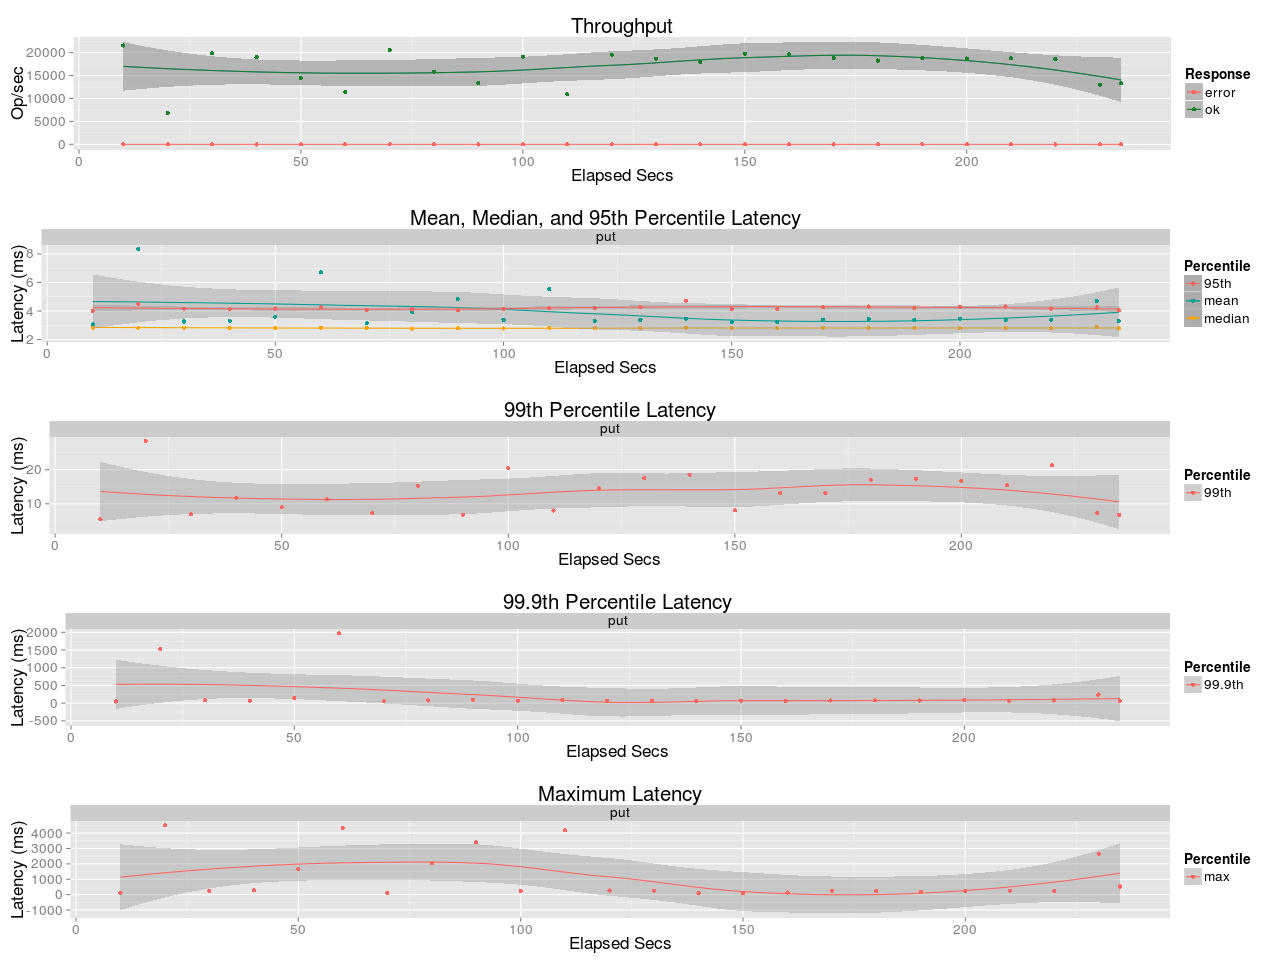 Throughput
Op/sec
20000
15000
10000
5000
0
0 50 100 150 200
Elapsed Secs
Response
error
ok
Mean, Median, and 95th Percentile Latency
put
Latency (ms)
8
6
4
2
0 50 100 150 200
Elapsed Secs
Percentile
95th
mean
median
99th Percentile Latency
put
Latency (ms)
20
10
0 50 100 150 200
Elapsed Secs
Percentile
99th
99.9th Percentile Latency
put
Latency (ms)
2000
1500
1000
500
0
-500
0 50 100 150 200
Elapsed Secs
Percentile
99.9th
Maximum Latency
put
Latency (ms)
4000
3000
2000
1000
0
-1000
0 50 100 150 200
Elapsed Secs
Percentile
max